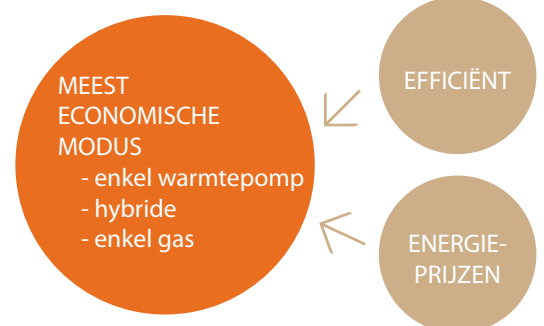 MEEST
ECONOMISCHE
MODUS
- enkel warmtepomp
- hybride
- enkel gas
EFFICIËNT
ENERGIE-
PRIJZEN